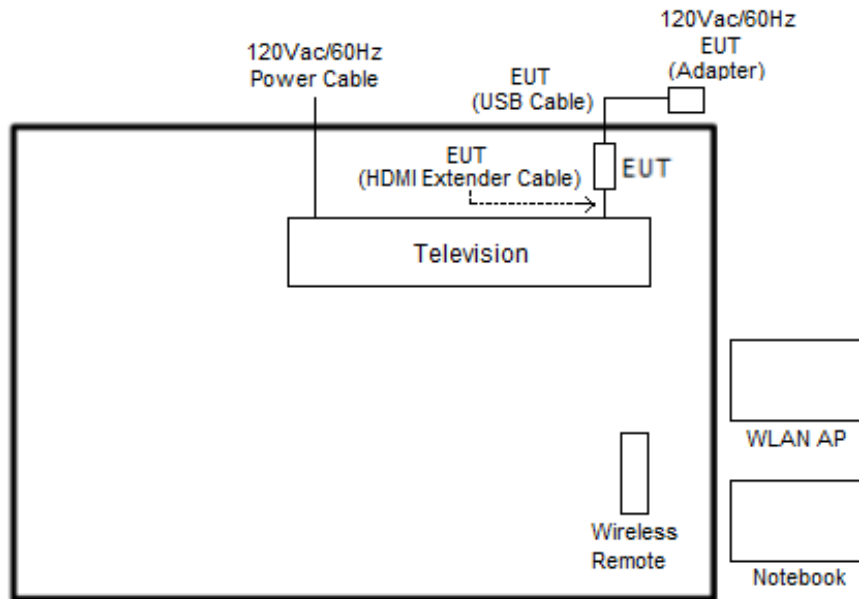 120Vac/60Hz
Power Cable
EUT
(USB Cable)
120Vac/60Hz
EUT
(Adapter)
EUT
(HDMI Extender Cable)
EUT
Television
WLAN AP
Wireless
Remote
Notebook